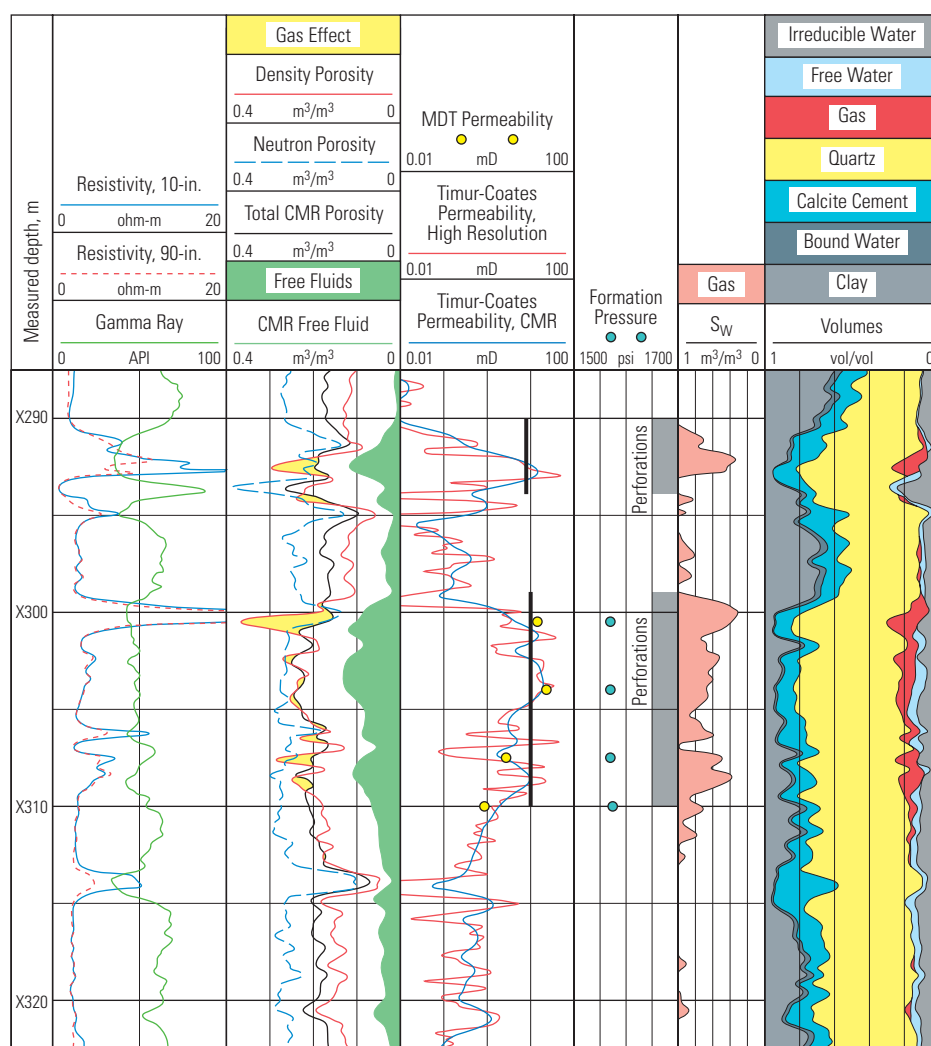 Measured depth, m
Resistivity, 10-in.
0 ohm-m 20
Resistivity, 90-in.
0 ohm-m 20
Gamma Ray
0 API 100
Gas Effect
Density Porosity
0.4 m³/m³ 0
Neutron Porosity
0.4 m³/m³ 0
Total CMR Porosity
0.4 m³/m³ 0
Free Fluids
CMR Free Fluid
0.4 m³/m³ 0
MDT Permeability
0.01 mD 100
Timur-Coates
Permeability,
High Resolution
0.01 mD 100
Timur-Coates
Permeability, CMR
0.01 mD 100
Formation
Pressure
1500 psi 1700
Gas
SW
1 m³/m³ 0
Irreducible Water
Free Water
Gas
Quartz
Calcite Cement
Bound Water
Clay
Volumes
1 vol/vol 0
X290
Perforations
X300
Perforations
X310
X320